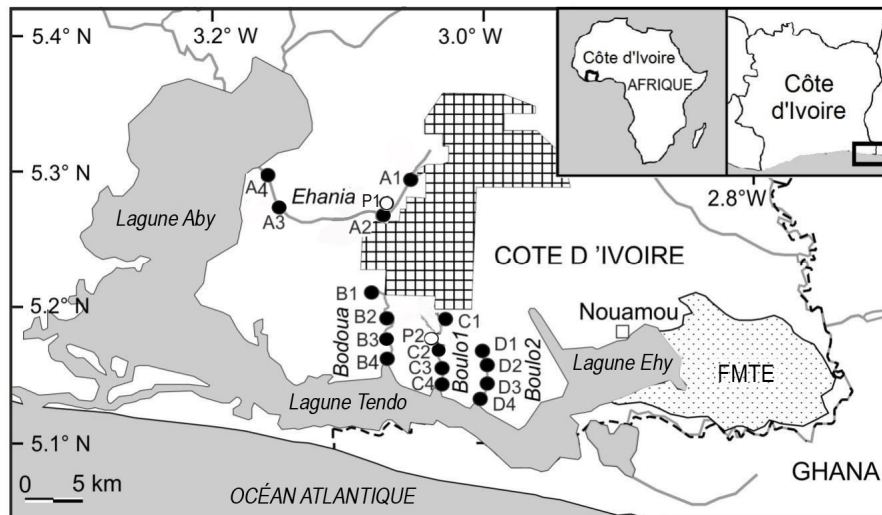 5.4° N
3.2° W
3.0° W
Côte d'Ivoire
AFRIQUE
Côte
d'Ivoire
5.3° N
A4
A3
Ehania
A1
P1
A2
2.8° W
Lagune Aby
COTE D 'IVOIRE
5.2° N
B1
B2
B3
B4
Bodoua
P2
C1
C2
C3
C4
Boulo1
D1
D2
D3
D4
Boulo2
Nouamou
Lagune Ehy
FMTE
Lagune Tendo
5.1° N
GHANA
0
5 km
OCÉAN ATLANTIQUE